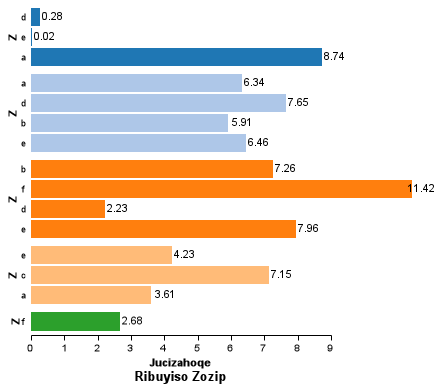 d 0.28
N e 0.02
a 8.74
a 6.34
N d 7.65
b 5.91
e 6.46
b 7.26
f 11.42
N d 2.23
e 7.96
e 4.23
N c 7.15
a 3.61
N f 2.68
0 1 2 3 4 5 6 7 8 9
Jucizahoqe
Ribuyiso Zozip